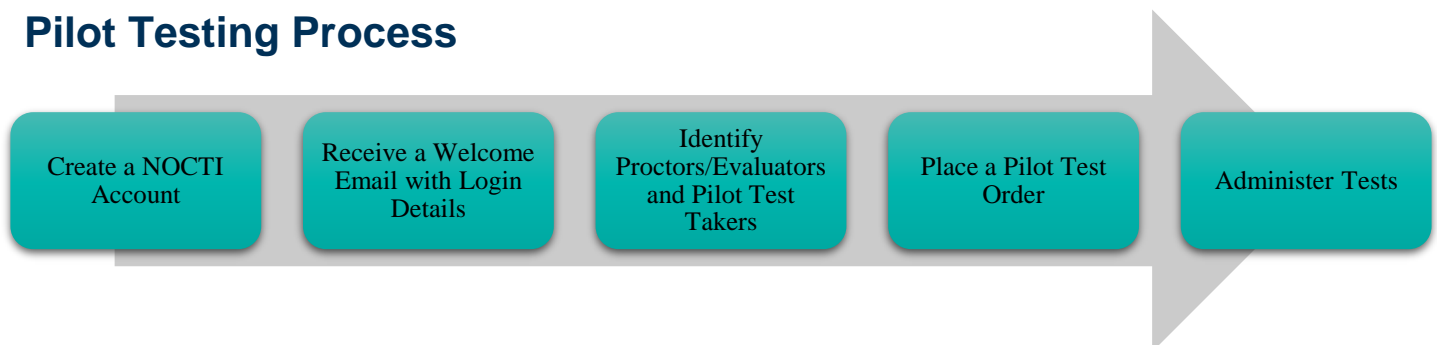 Pilot Testing Process
Create a NOCTI
Account
Receive a Welcome
Email with Login
Details
Identify
Proctors/Evaluators
and Pilot Test
Takers
Place a Pilot Test
Order
Administer Tests